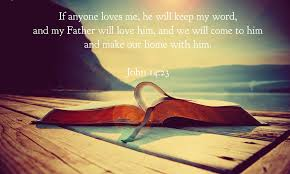 If anyone loves me, he will keep my word,
and my Father will love him, and we will come to him
and make our home with him.
John 14:23